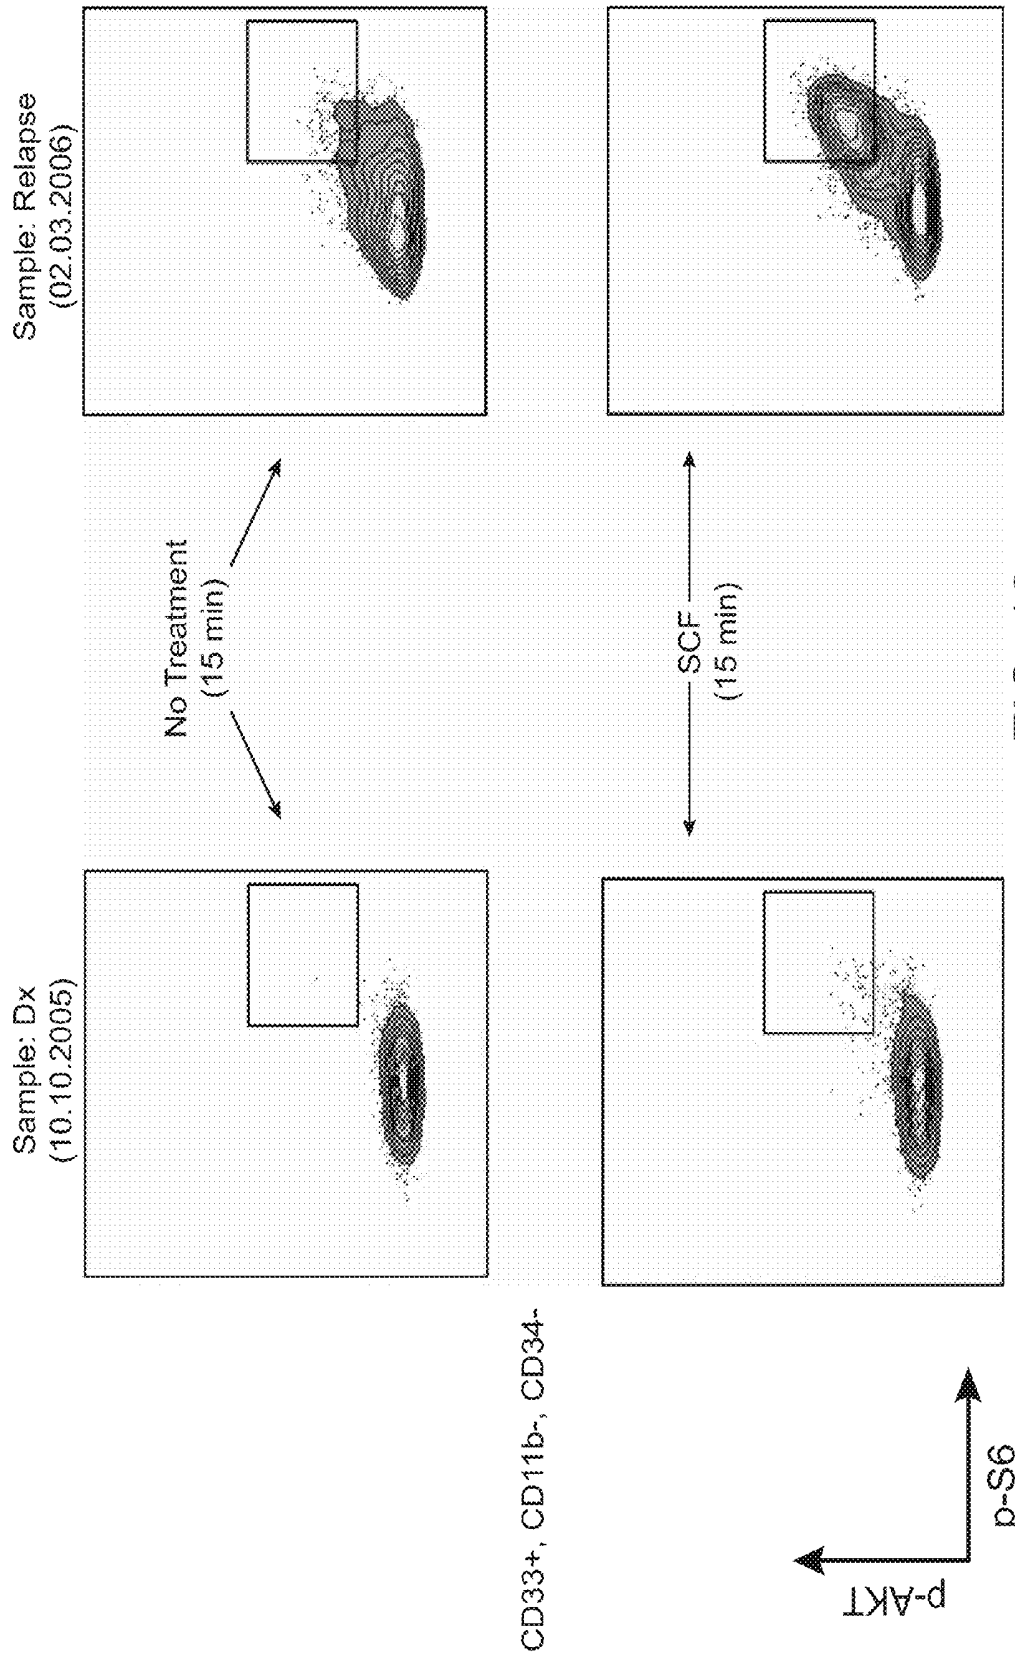 Sample: Dx
(10.10.2005)
Sample: Relapse
(02.03.2006)
No Treatment
(15 min)
CD33+, CD11b-, CD34-
SCF
(15 min)
p-AKT
p-S6